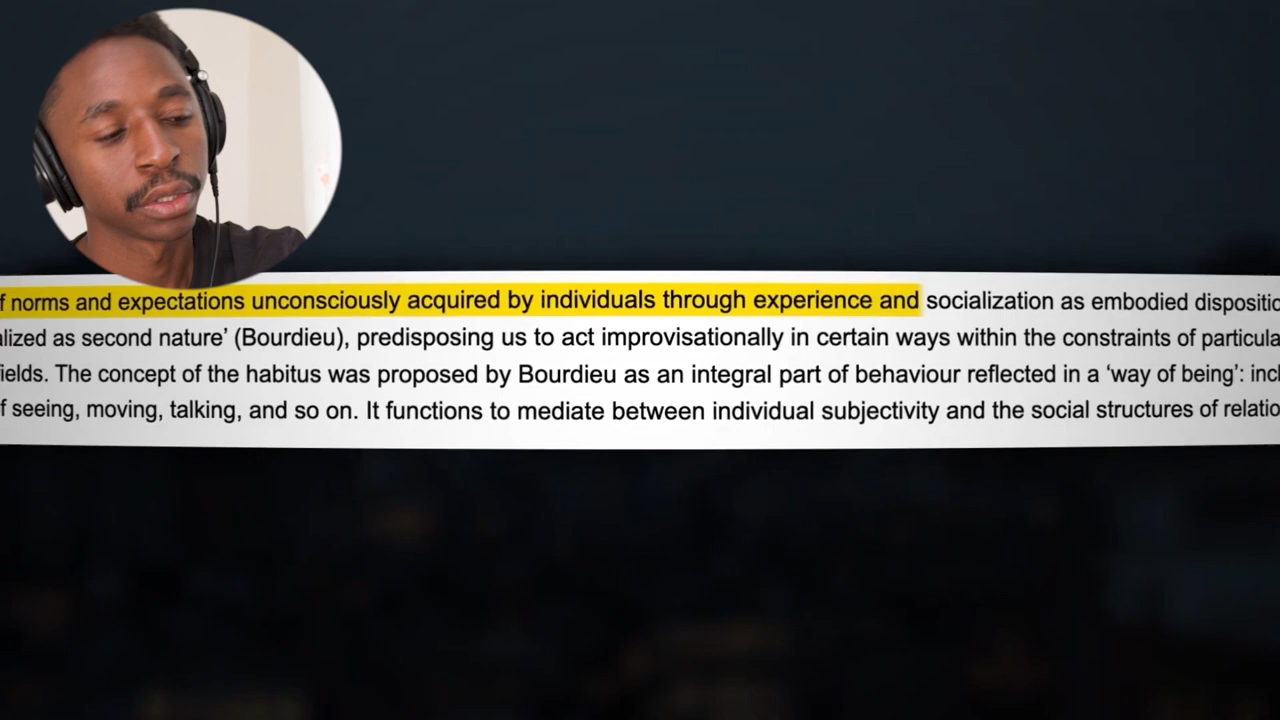 norms and expectations unconsciously acquired by individuals through experience and socialization as embodied
as second nature’ (Bourdieu), predisposing us to act improvisationally in certain ways within the constraints of
The concept of the habitus was proposed by Bourdieu as an integral part of behaviour reflected in a ‘way of being’:
seeing, moving, talking, and so on. It functions to mediate between individual subjectivity and the social structures of